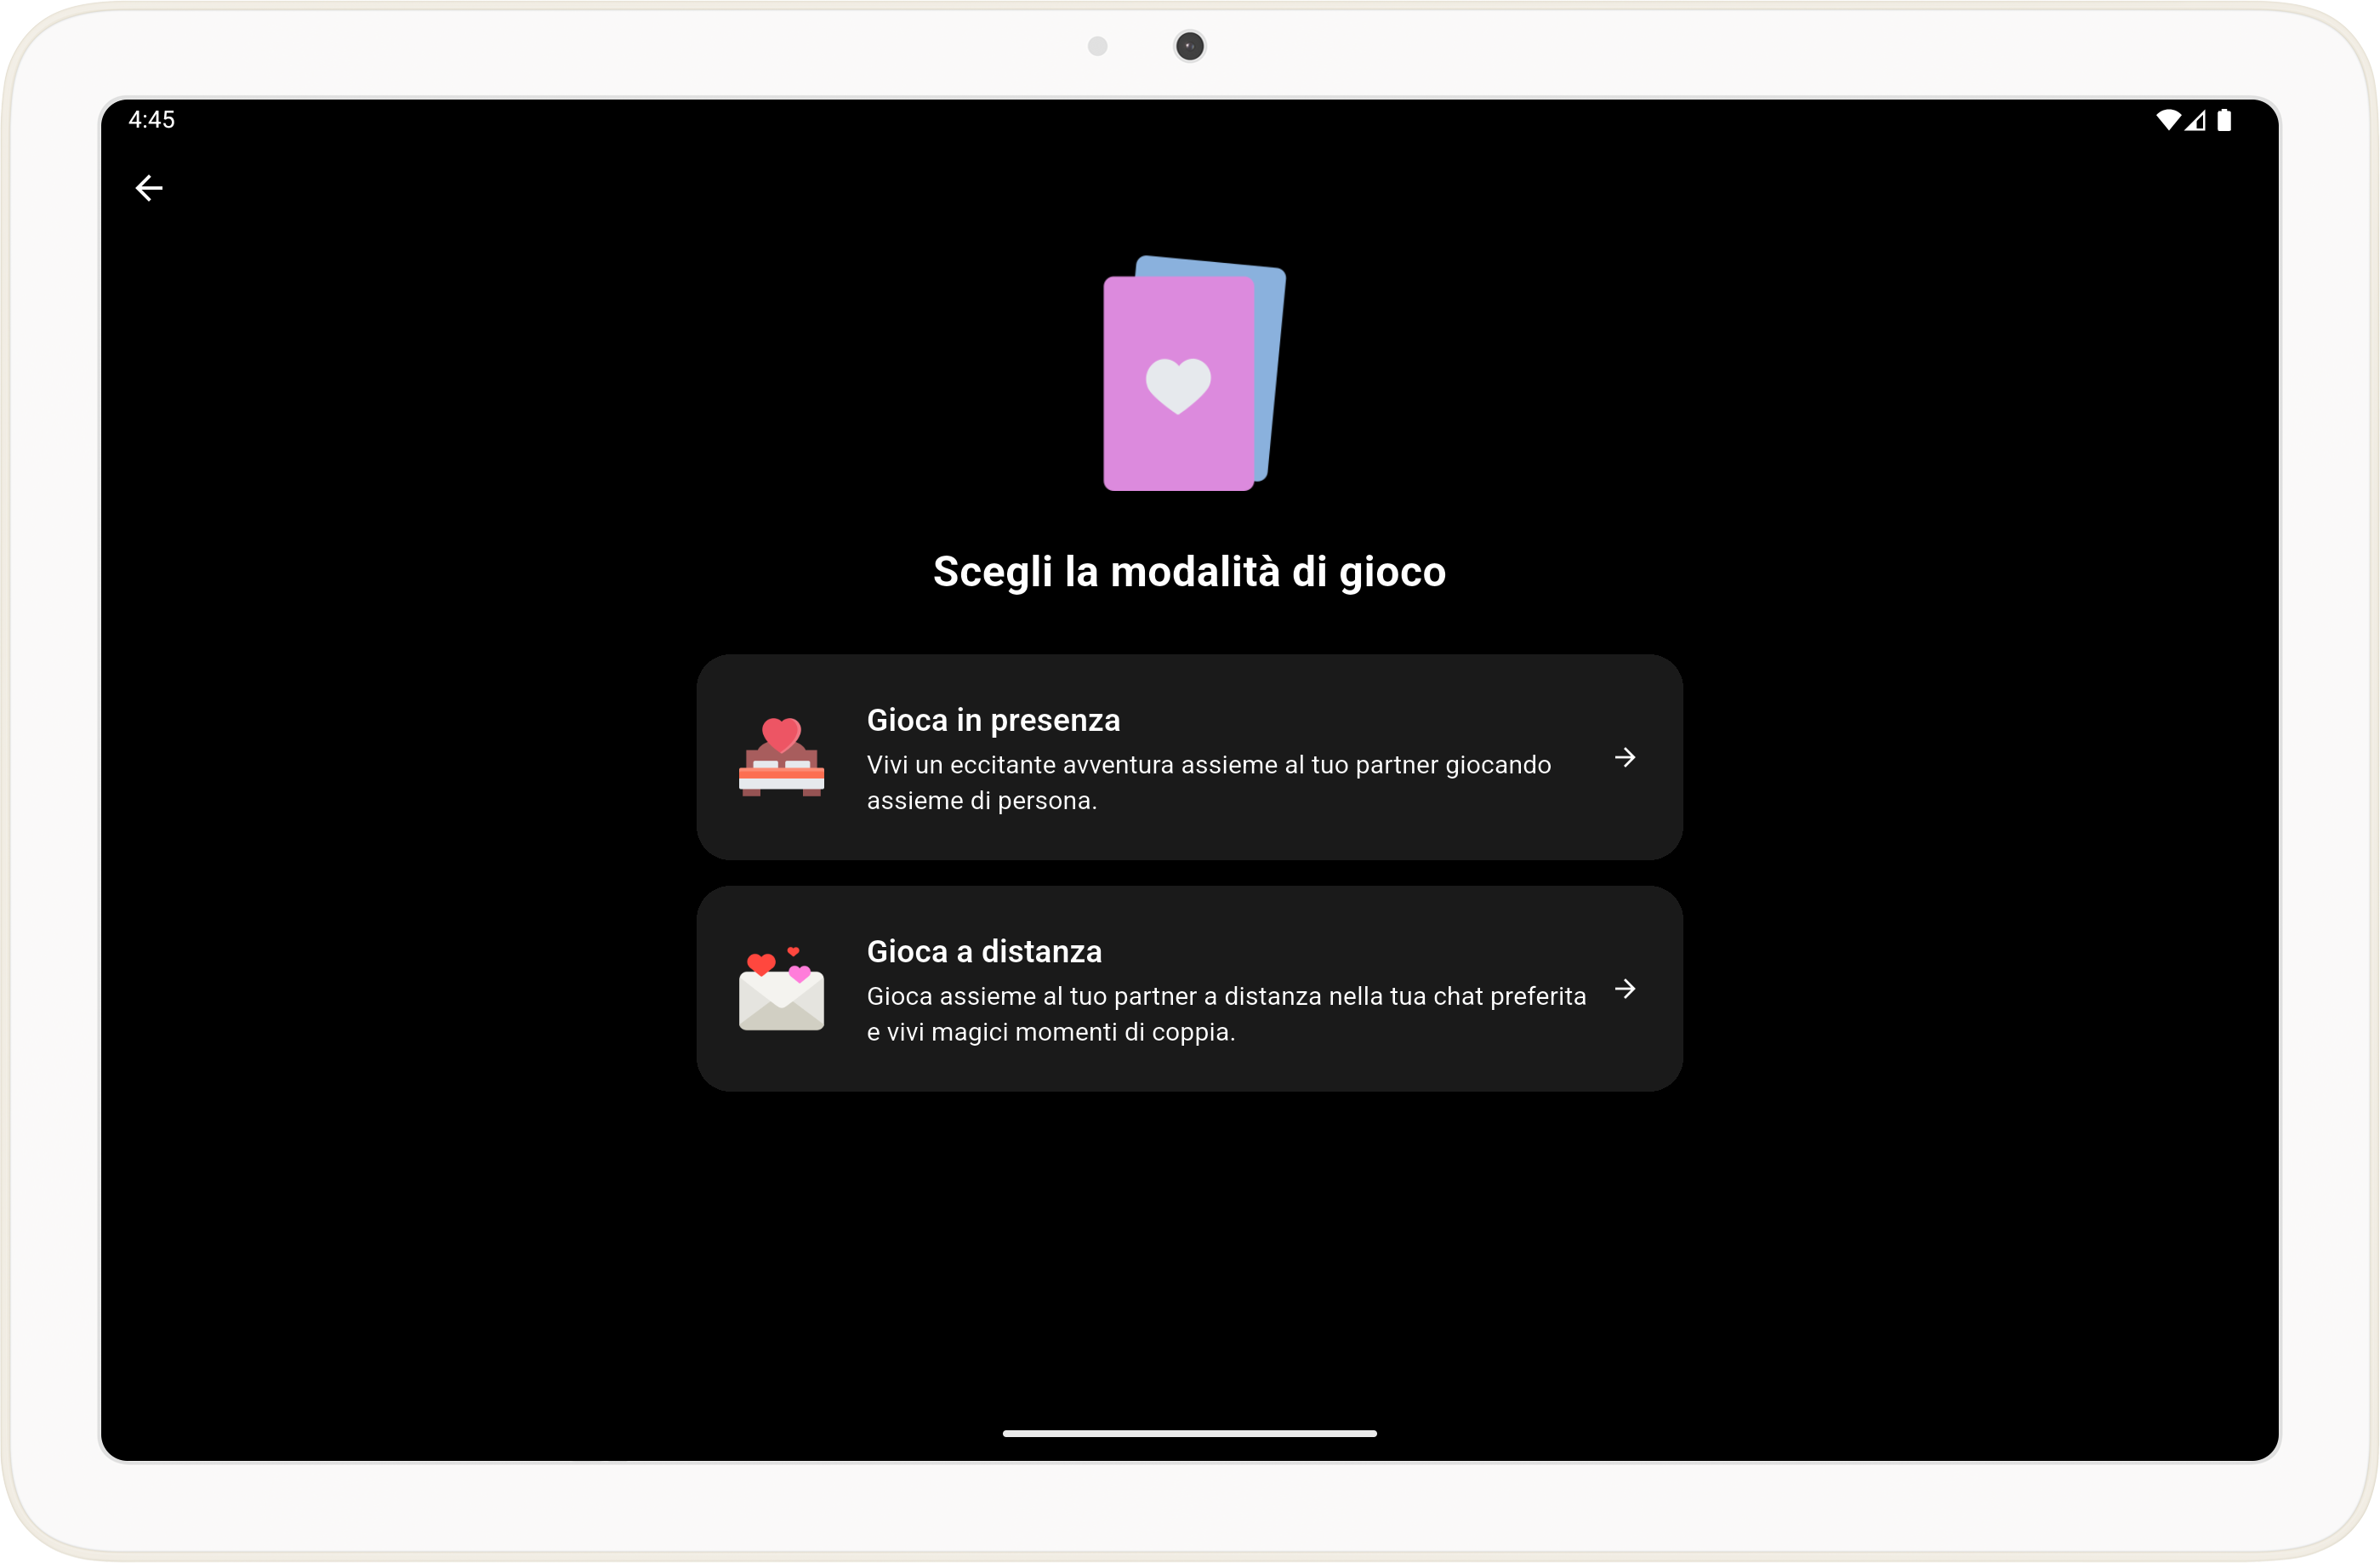 4:45
Scegli la modalità di gioco
Gioca in presenza
Vivi un eccitante avventura assieme al tuo partner giocando
assieme di persona.
Gioca a distanza
Gioca assieme al tuo partner a distanza nella tua chat preferita
e vivi magici momenti di coppia.